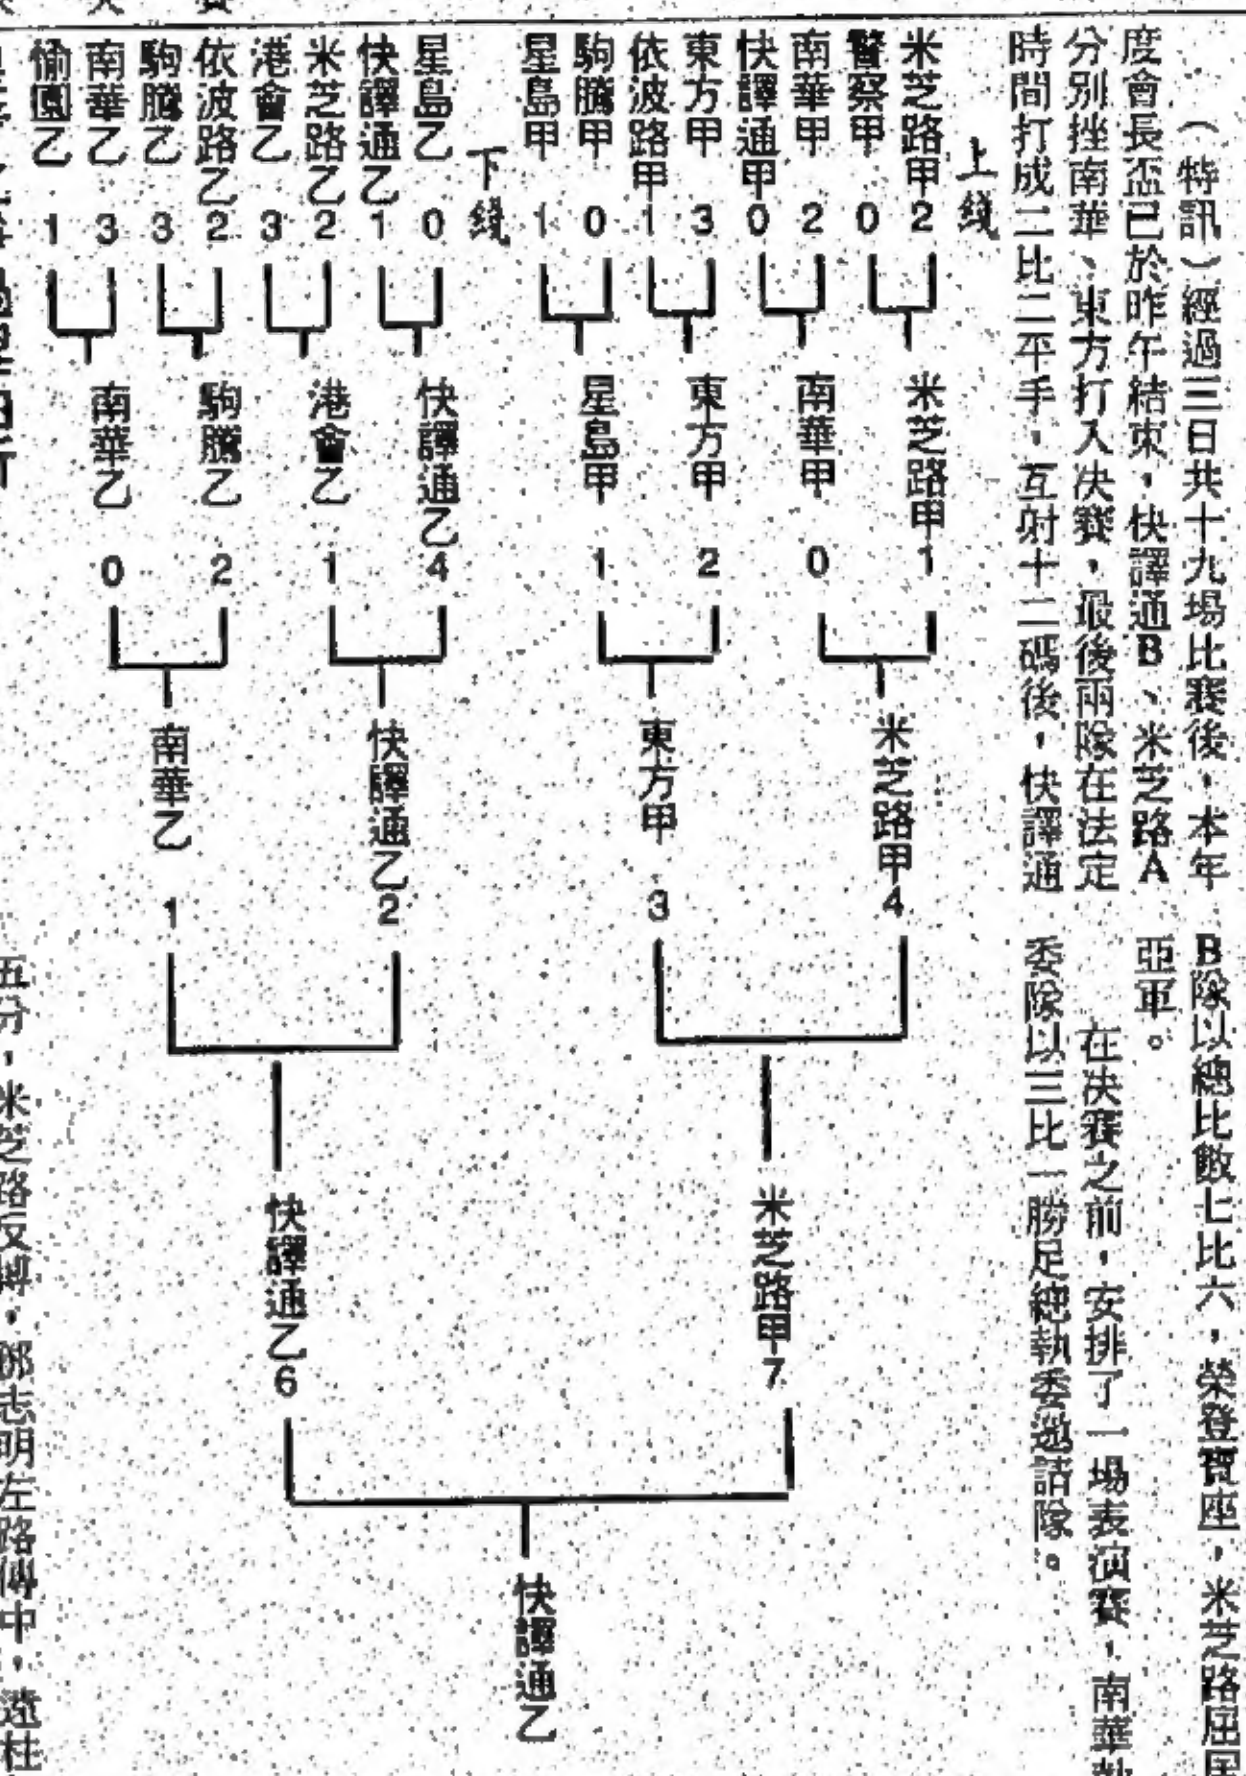 （特訊）經過三日共十九場比賽後，本年
度會長盃已於昨午結束，快譯通B、米芝路A
分別挫南華、東方打入決賽，最後兩隊在法定
時間打成二比二平手，互射十二碼後，快譯通
B隊以總比數七比六，榮登寶座，米芝路屈居
亞軍。
在決賽之前，安排了一場表演賽，南華執
委隊以三比一勝足總執委邀請隊。
上綫
米芝路甲 2
警察甲 0
南華甲 2
快譯通甲 0
東方甲 3
依波路甲 1
駒騰甲 0
星島甲 1
下綫
星島乙 0
快譯通乙 1
米芝路乙 2
港會乙 3
依波路乙 2
駒騰乙 3
南華乙 3
愉園乙 1
米芝路甲 1
南華甲 0
東方甲 2
星島甲 1
快譯通乙 4
港會乙 1
駒騰乙 2
南華乙 0
米芝路甲 4
東方甲 3
快譯通乙 2
南華乙 1
米芝路甲 7
快譯通乙 6
快譯通乙
五分，米芝路反搏，鄧志明左路傳中，遠柱